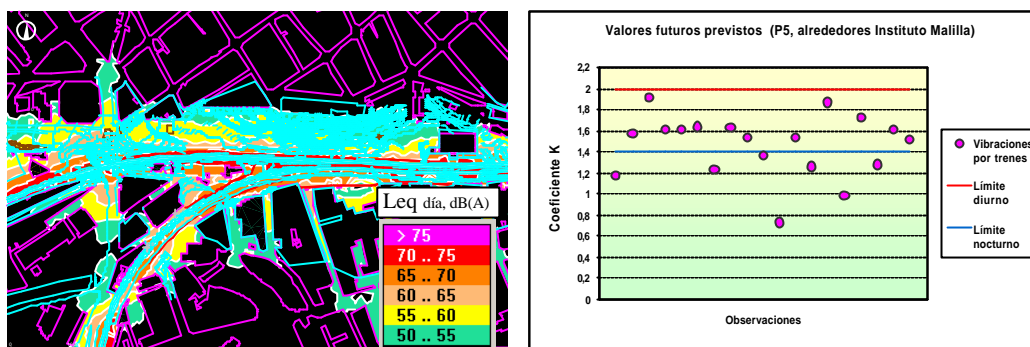 Leq día, dB(A)
> 75
70 .. 75
65 .. 70
60 .. 65
55 .. 60
50 .. 55
Valores futuros previstos (P5, alrededores Instituto Malilla)
Coeficiente K
2,2
2
1,8
1,6
1,4
1,2
1
0,8
0,6
0,4
0,2
0
Observaciones
Vibraciones
por trenes
Límite
diurno
Límite
nocturno